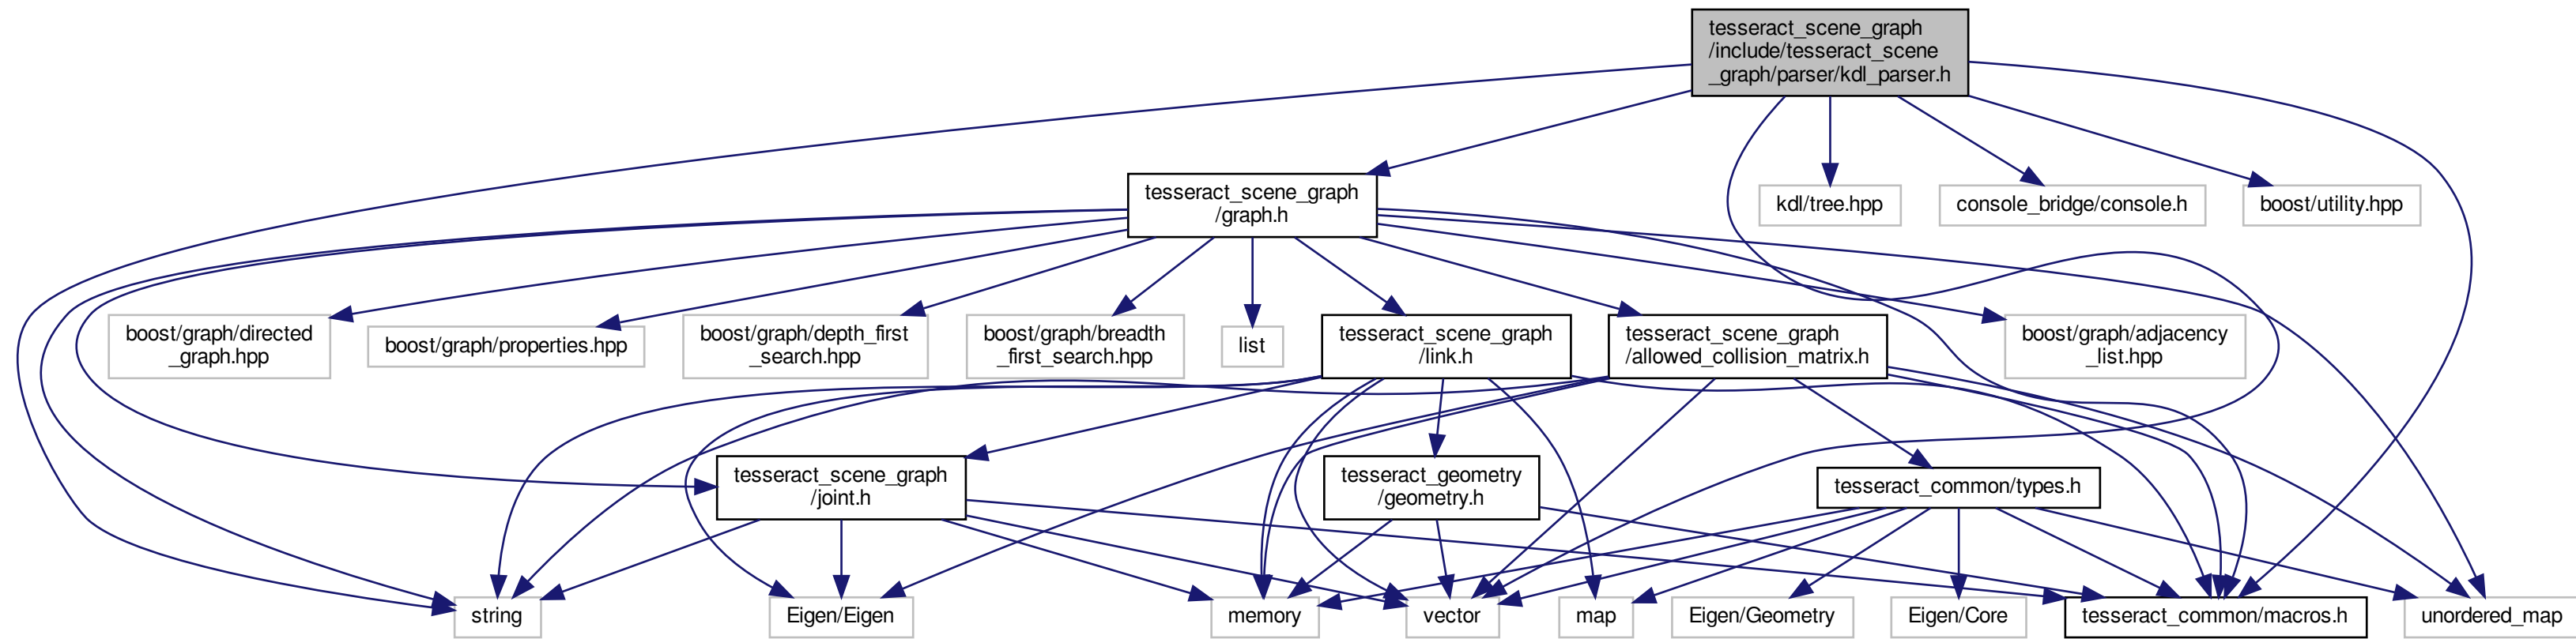 tesseract_scene_graph
/include/tesseract_scene
_graph/parser/kdl_parser.h
tesseract_scene_graph
/graph.h
kdl/tree.hpp
console_bridge/console.h
boost/utility.hpp
boost/graph/directed
_graph.hpp
boost/graph/properties.hpp
boost/graph/depth_first
_search.hpp
boost/graph/breadth
_first_search.hpp
list
tesseract_scene_graph
/link.h
tesseract_scene_graph
/allowed_collision_matrix.h
boost/graph/adjacency
_list.hpp
tesseract_scene_graph
/joint.h
tesseract_geometry
/geometry.h
tesseract_common/types.h
string
Eigen/Eigen
memory
vector
map
Eigen/Geometry
Eigen/Core
tesseract_common/macros.h
unordered_map